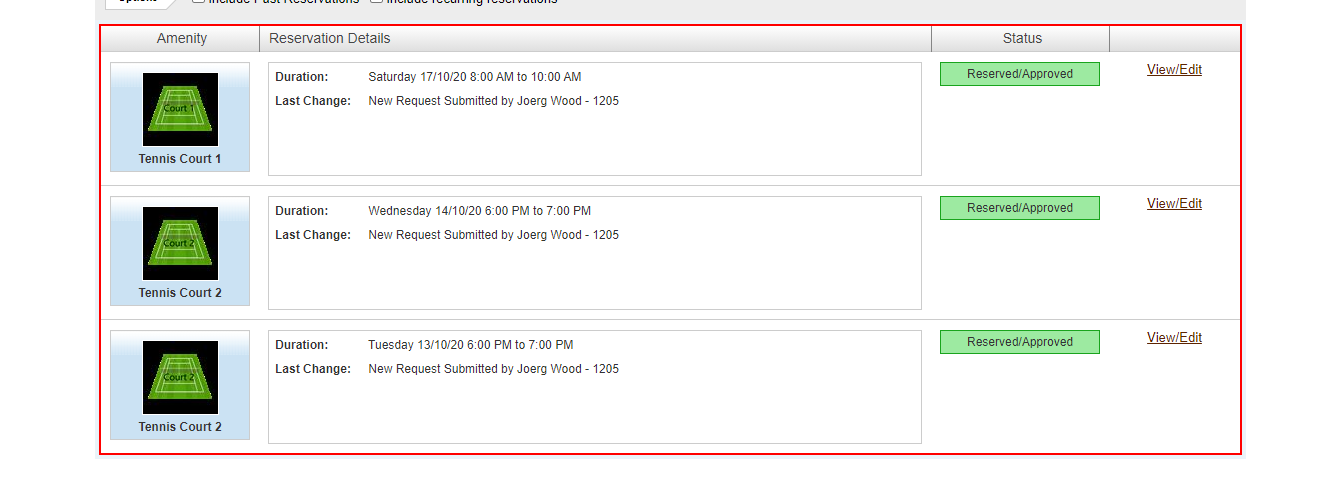 Options Include Past Reservations Include recurring reservations
Amenity Reservation Details Status
Court 1
Tennis Court 1
Duration: Saturday 17/10/20 8:00 AM to 10:00 AM
Last Change: New Request Submitted by Joerg Wood - 1205
Reserved/Approved
View/Edit
Court 2
Tennis Court 2
Duration: Wednesday 14/10/20 6:00 PM to 7:00 PM
Last Change: New Request Submitted by Joerg Wood - 1205
Reserved/Approved
View/Edit
Court 2
Tennis Court 2
Duration: Tuesday 13/10/20 6:00 PM to 7:00 PM
Last Change: New Request Submitted by Joerg Wood - 1205
Reserved/Approved
View/Edit